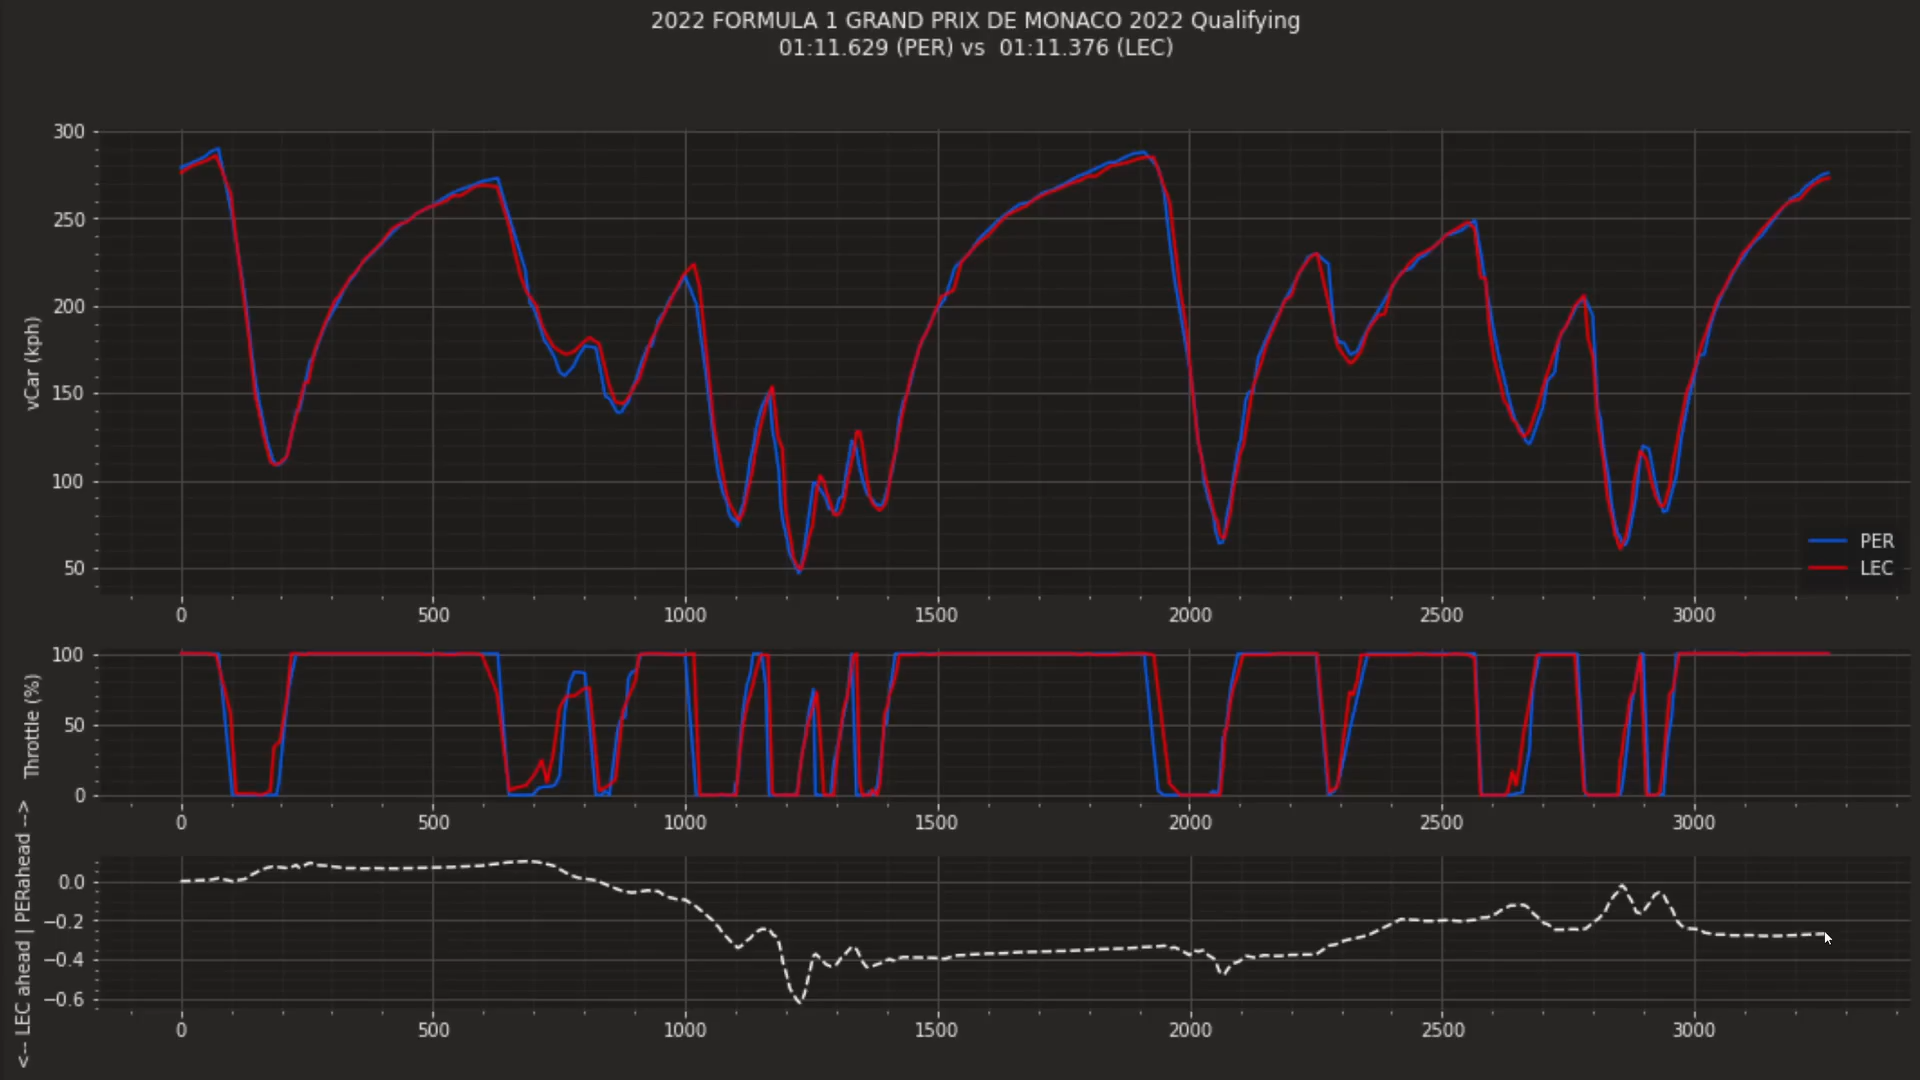 2022 FORMULA 1 GRAND PRIX DE MONACO 2022 Qualifying
01:11.629 (PER) vs 01:11.376 (LEC)
vCar (kph)
300
250
200
150
100
50
PER
LEC
0 500 1000 1500 2000 2500 3000
Throttle (%)
100
50
0
0 500 1000 1500 2000 2500 3000
<-- LEC ahead | PERahead -->
0.0
−0.2
−0.4
−0.6
0 500 1000 1500 2000 2500 3000